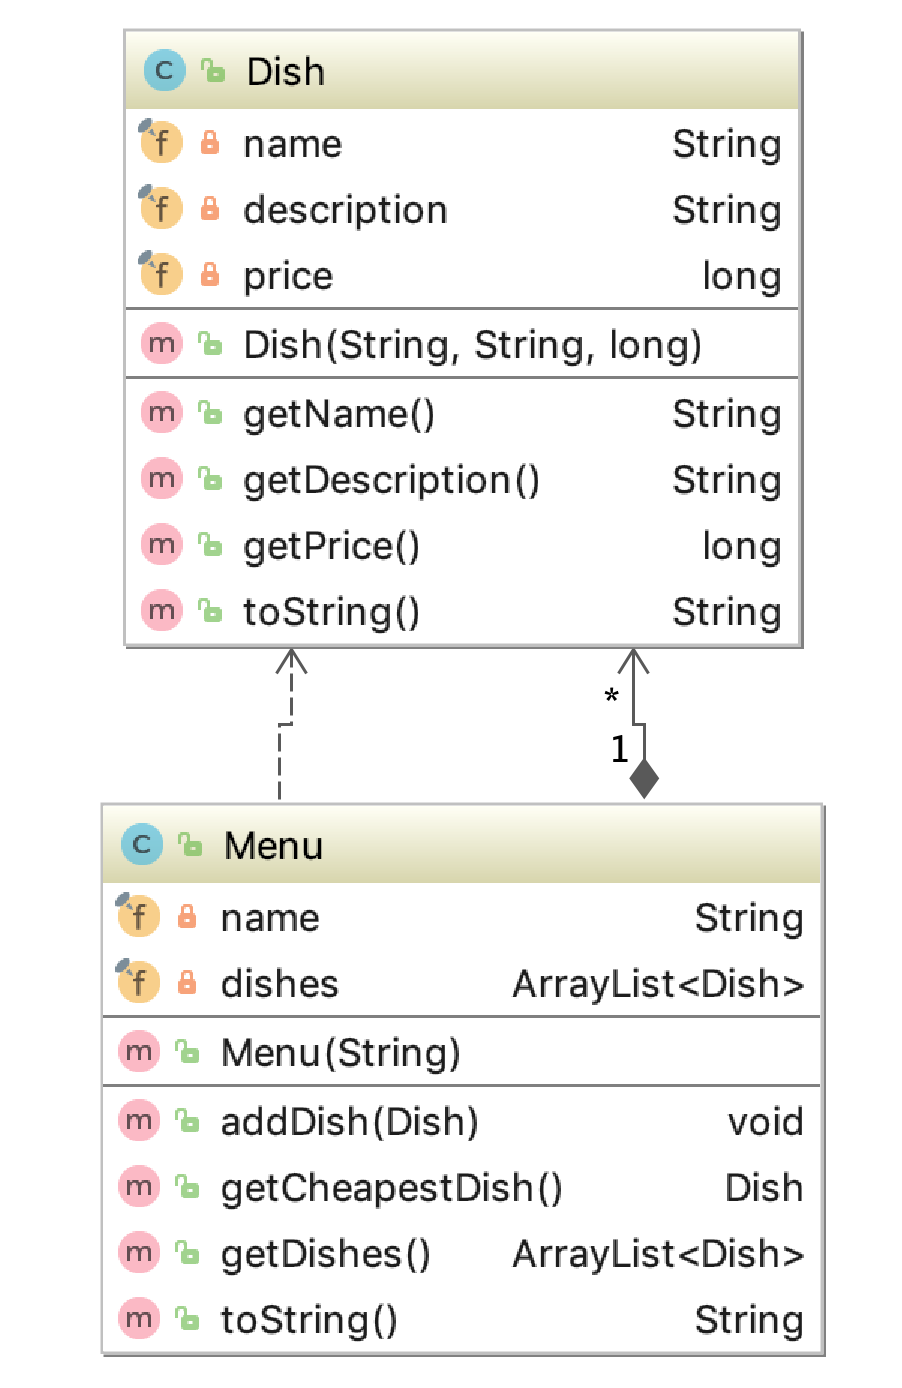 C Dish
f name String
f description String
f price long
m Dish(String, String, long)
m getName() String
m getDescription() String
m getPrice() long
m toString() String
*
1
C Menu
f name String
f dishes ArrayList<Dish>
m Menu(String)
m addDish(Dish) void
m getCheapestDish() Dish
m getDishes() ArrayList<Dish>
m toString() String